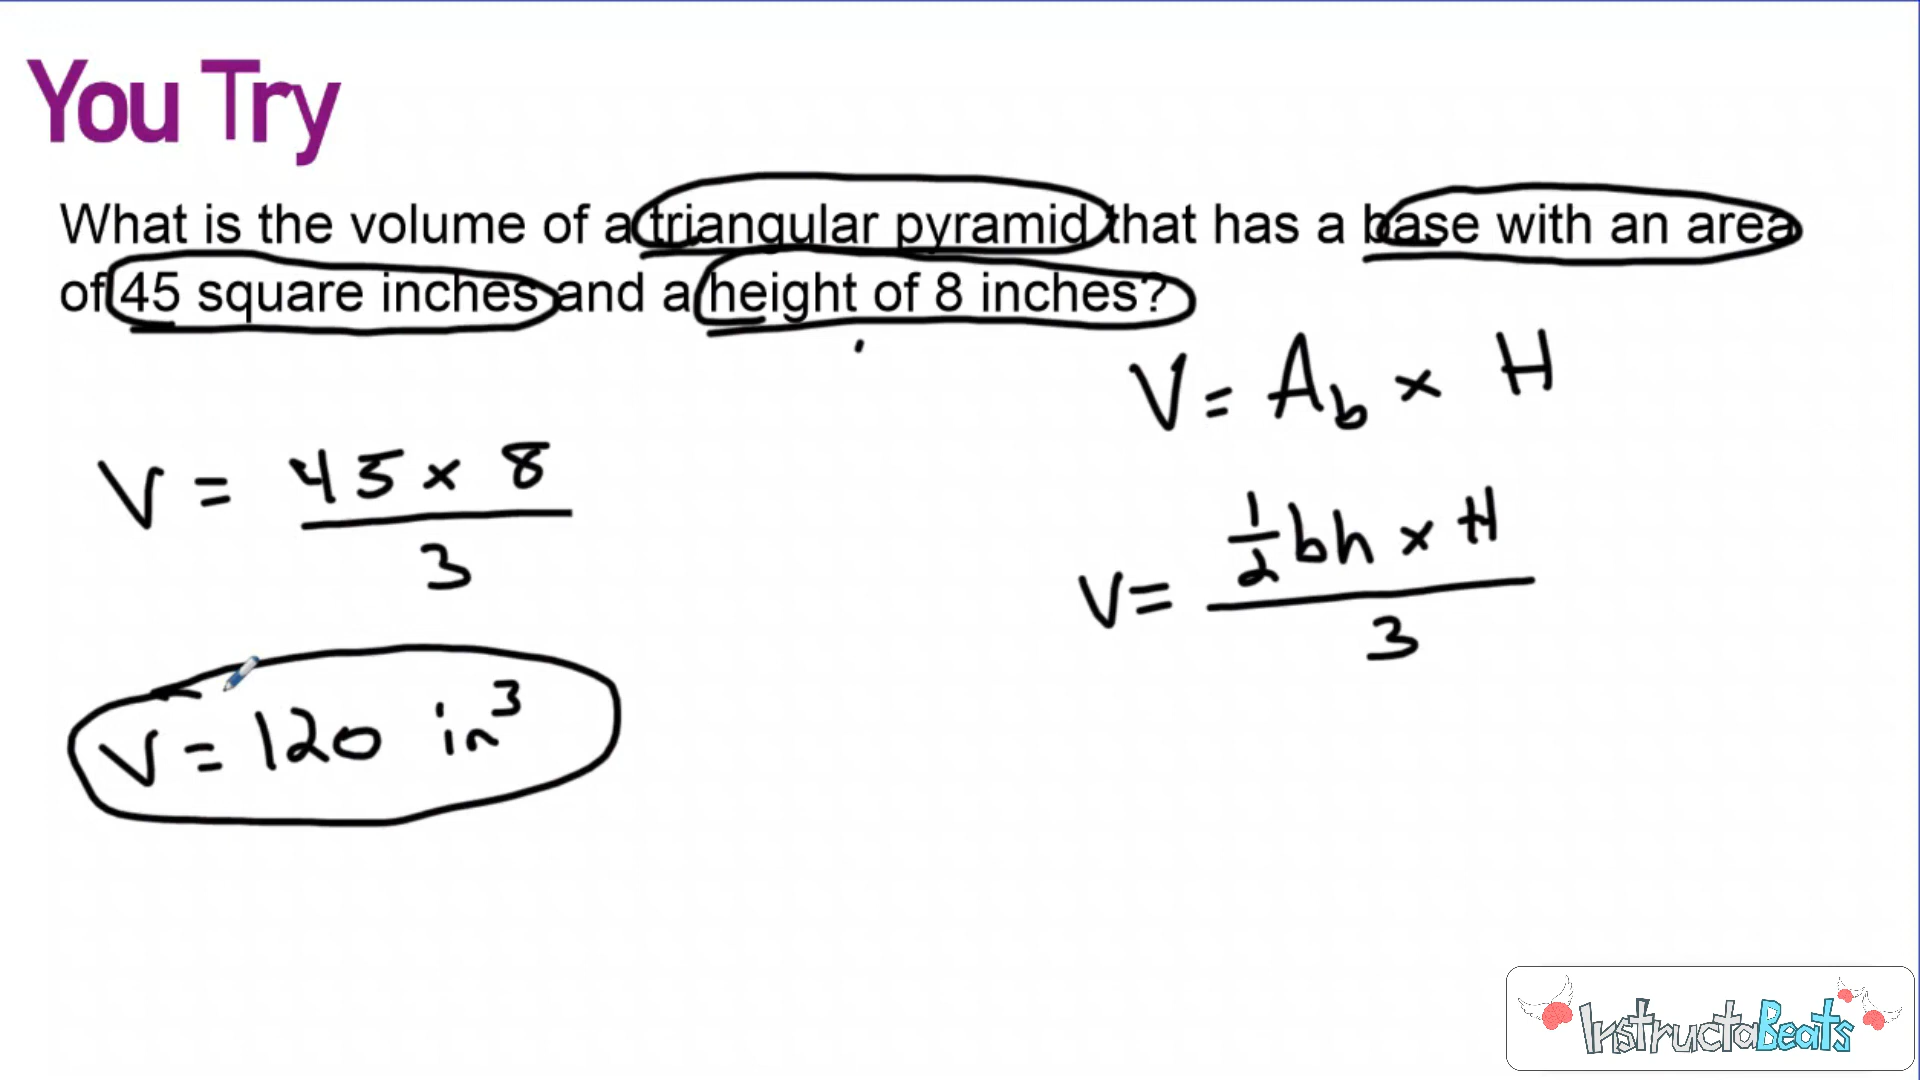 You Try
What is the volume of a triangular pyramid that has a base with an area
of 45 square inches and a height of 8 inches?
V = A_b × H
V = 45 × 8 / 3
V = ½bh × H / 3
V = 120 in³
InstructaBeats